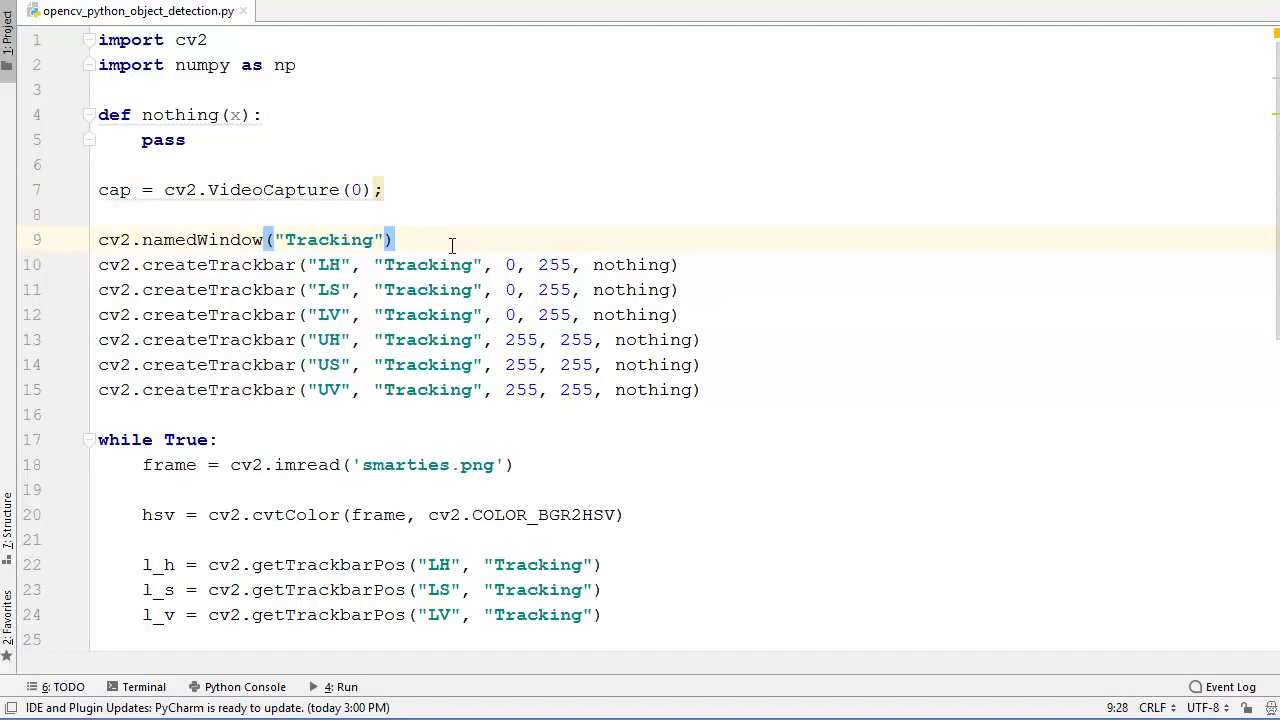 opencv_python_object_detection.py
1: Project
1 import cv2
2 import numpy as np
3
4 def nothing(x):
5 pass
6
7 cap = cv2.VideoCapture(0);
8
9 cv2.namedWindow("Tracking")
10 cv2.createTrackbar("LH", "Tracking", 0, 255, nothing)
11 cv2.createTrackbar("LS", "Tracking", 0, 255, nothing)
12 cv2.createTrackbar("LV", "Tracking", 0, 255, nothing)
13 cv2.createTrackbar("UH", "Tracking", 255, 255, nothing)
14 cv2.createTrackbar("US", "Tracking", 255, 255, nothing)
15 cv2.createTrackbar("UV", "Tracking", 255, 255, nothing)
16
17 while True:
18 frame = cv2.imread('smarties.png')
19
20 hsv = cv2.cvtColor(frame, cv2.COLOR_BGR2HSV)
21
22 l_h = cv2.getTrackbarPos("LH", "Tracking")
23 l_s = cv2.getTrackbarPos("LS", "Tracking")
24 l_v = cv2.getTrackbarPos("LV", "Tracking")
25
7: Structure
2: Favorites
6: TODO Terminal Python Console 4: Run Event Log
IDE and Plugin Updates: PyCharm is ready to update. (today 3:00 PM) 9:28 CRLF UTF-8